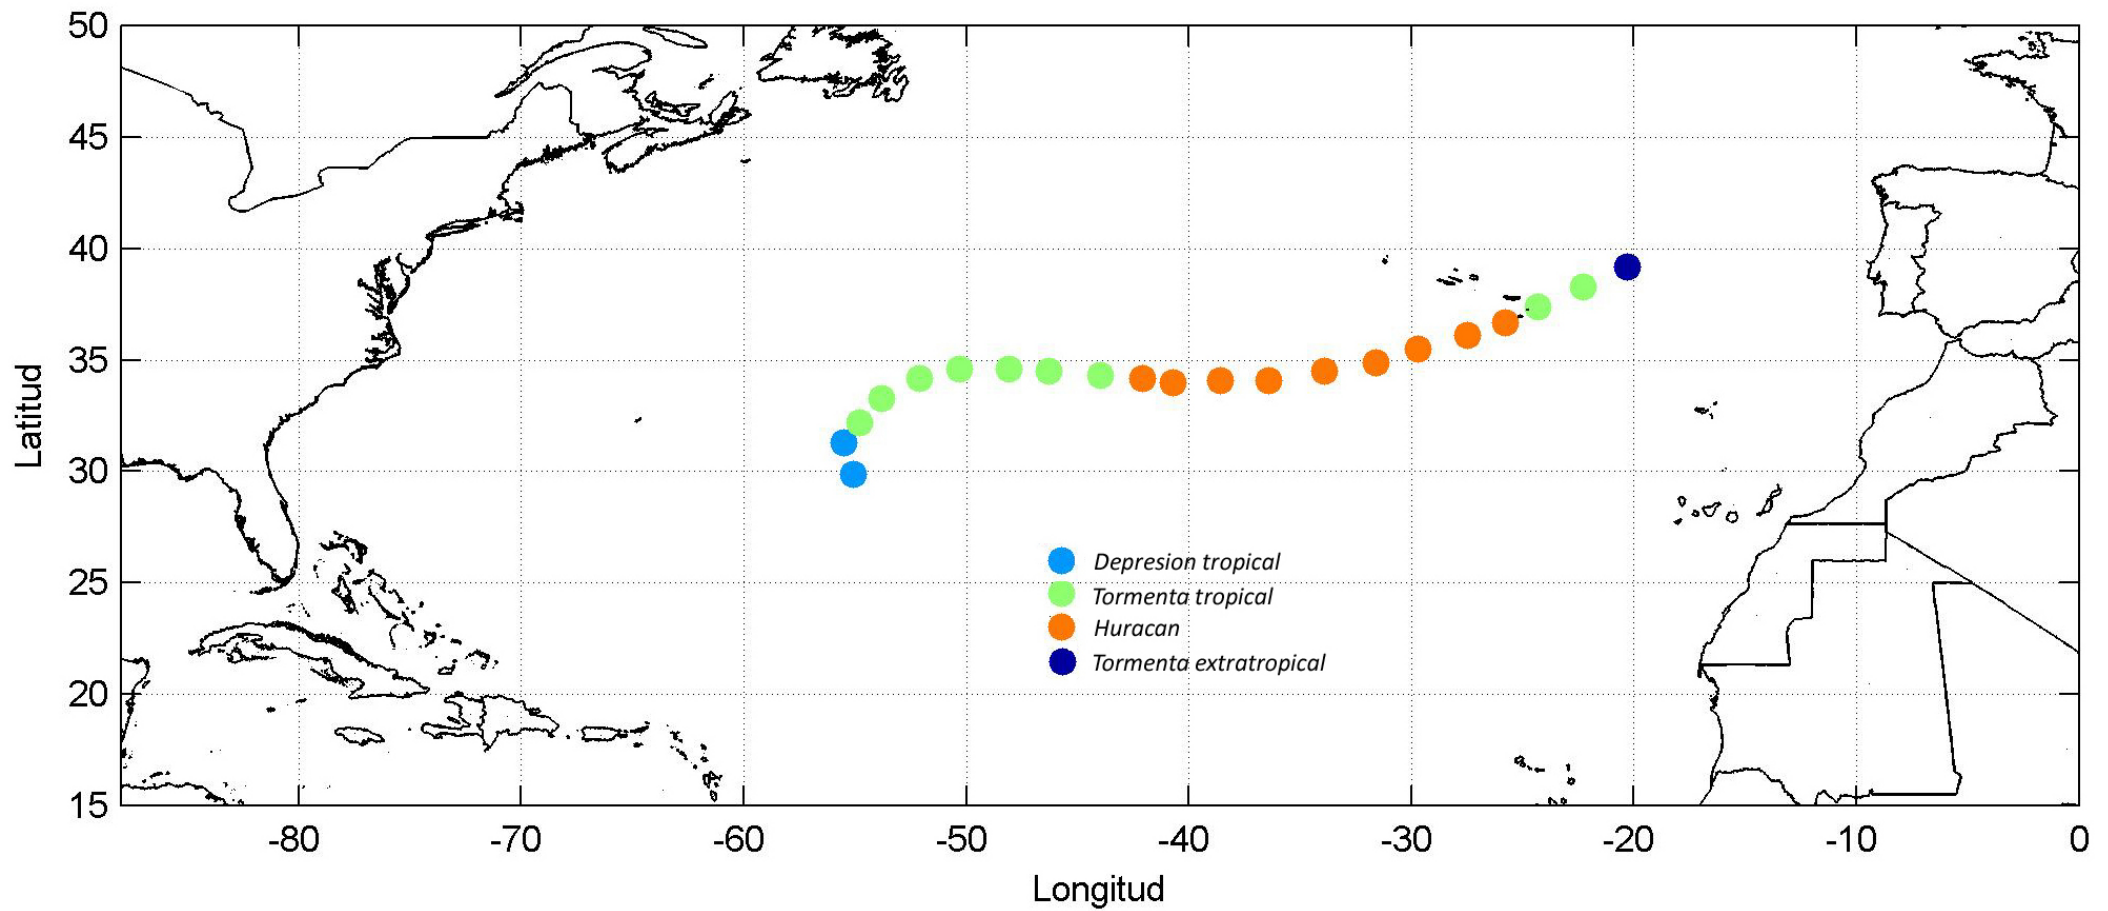 50
45
40
35
30
25
20
15
Latitud
Depresion tropical
Tormenta tropical
Huracan
Tormenta extratropical
-80 -70 -60 -50 -40 -30 -20 -10 0
Longitud